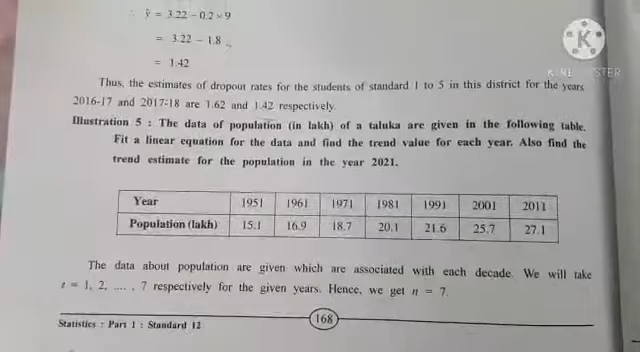 ∴ ŷ = 3.22 – 0.2 × 9
= 3.22 – 1.8
= 1.42
Thus, the estimates of dropout rates for the students of standard 1 to 5 in this district for the years
2016-17 and 2017-18 are 1.62 and 1.42 respectively.
Illustration 5 : The data of population (in lakh) of a taluka are given in the following table.
Fit a linear equation for the data and find the trend value for each year. Also find the
trend estimate for the population in the year 2021.
Year 1951 1961 1971 1981 1991 2001 2011
Population (lakh) 15.1 16.9 18.7 20.1 21.6 25.7 27.1
The data about population are given which are associated with each decade. We will take
t = 1, 2, .... , 7 respectively for the given years. Hence, we get n = 7.
168
Statistics : Part 1 : Standard 12
K